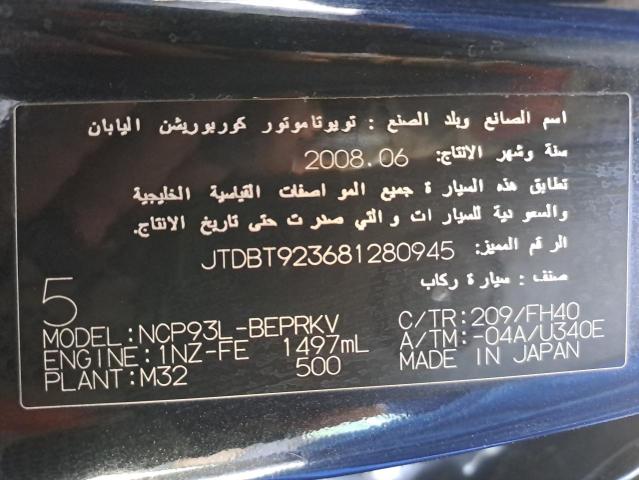 اسم الصانع وبلد الصنع : تويوتاموتور كوربوريشن اليابان
سنة وشهر الانتاج: 2008.06
تطابق هذه السيارة جميع المواصفات القياسية الخليجية
والسعودية للسيارات والتي صدرت حتى تاريخ الانتاج.
الرقم المميز: JTDBT923681280945
صنف : سيارة ركاب
5
MODEL:NCP93L-BEPRKV C/TR:209/FH40
ENGINE:1NZ-FE 1497mL A/TM:-04A/U340E
PLANT:M32 500 MADE IN JAPAN